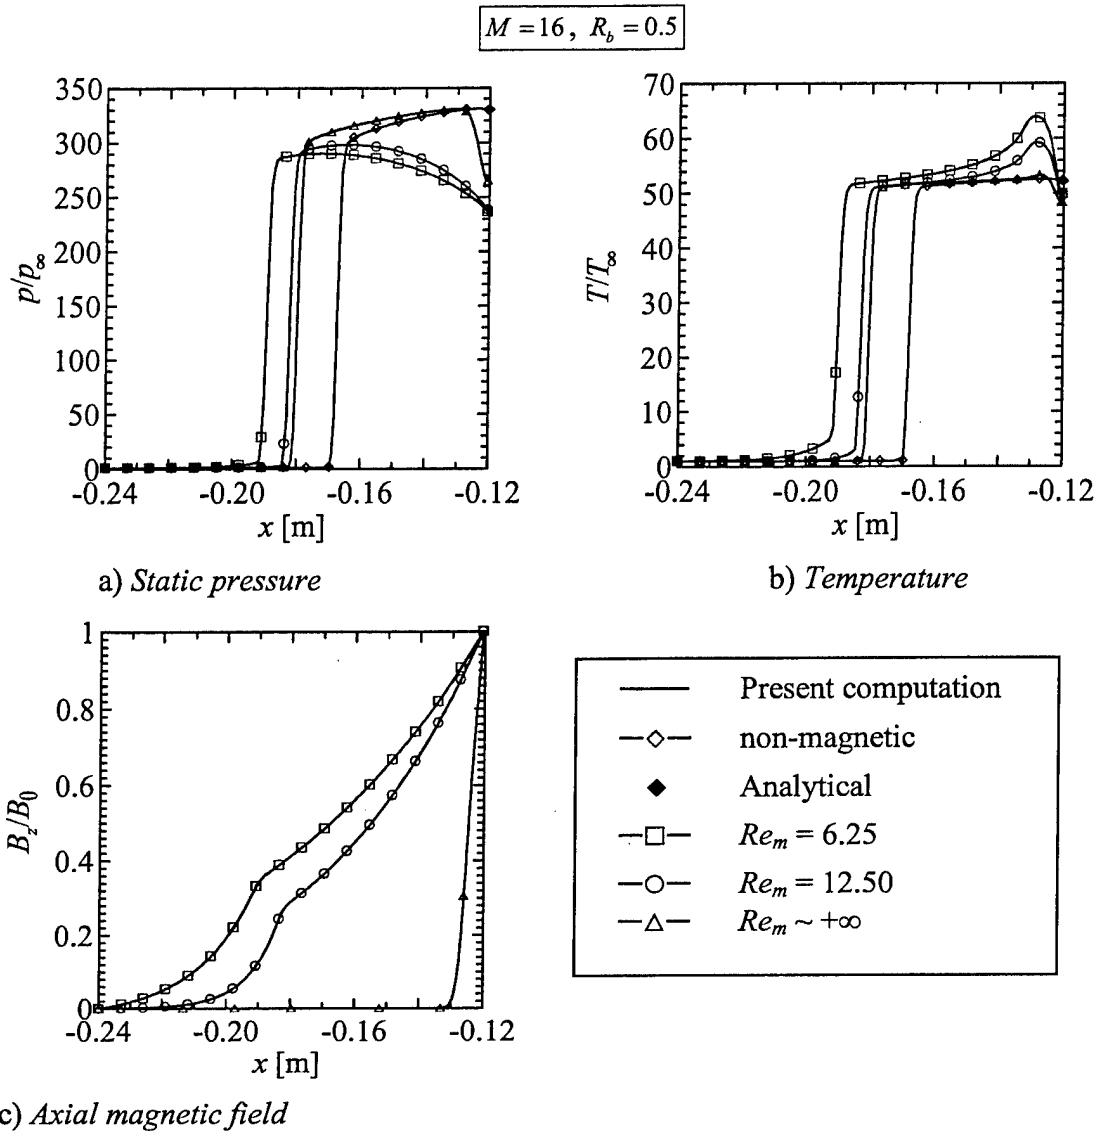 M = 16, R_b = 0.5
350
300
250
200
150
100
50
0
p/p_∞
-0.24 -0.20 -0.16 -0.12
x [m]
a) Static pressure
70
60
50
40
30
20
10
0
T/T_∞
-0.24 -0.20 -0.16 -0.12
x [m]
b) Temperature
1
0.8
0.6
0.4
0.2
0
B_z/B_0
-0.24 -0.20 -0.16 -0.12
x [m]
c) Axial magnetic field
Present computation
non-magnetic
Analytical
Re_m = 6.25
Re_m = 12.50
Re_m ~ +∞